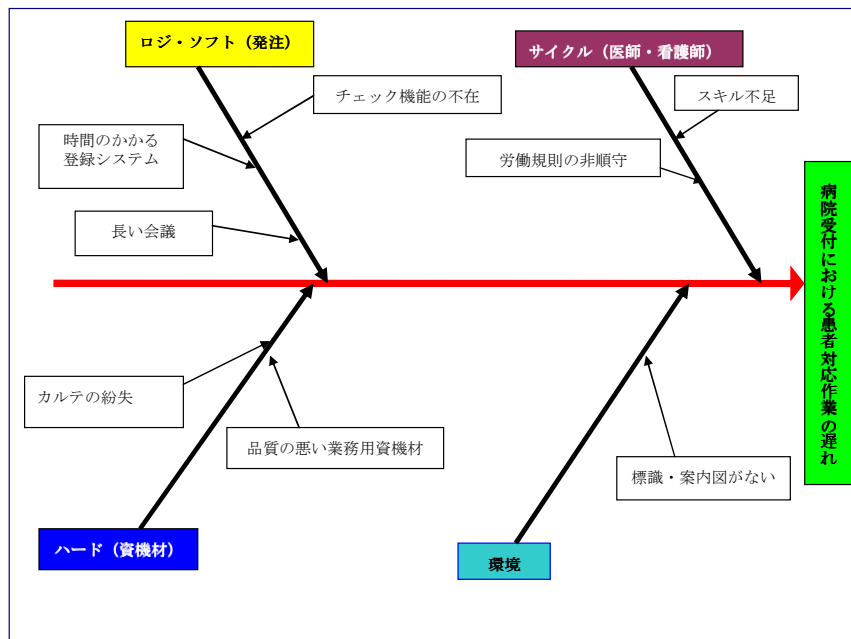 ロジ・ソフト（発注）
サイクル（医師・看護師）
チェック機能の不在
スキル不足
時間のかかる
登録システム
労働規則の非順守
長い会議
病院受付における患者対応作業の遅れ
カルテの紛失
品質の悪い業務用資機材
標識・案内図がない
ハード（資機材）
環境